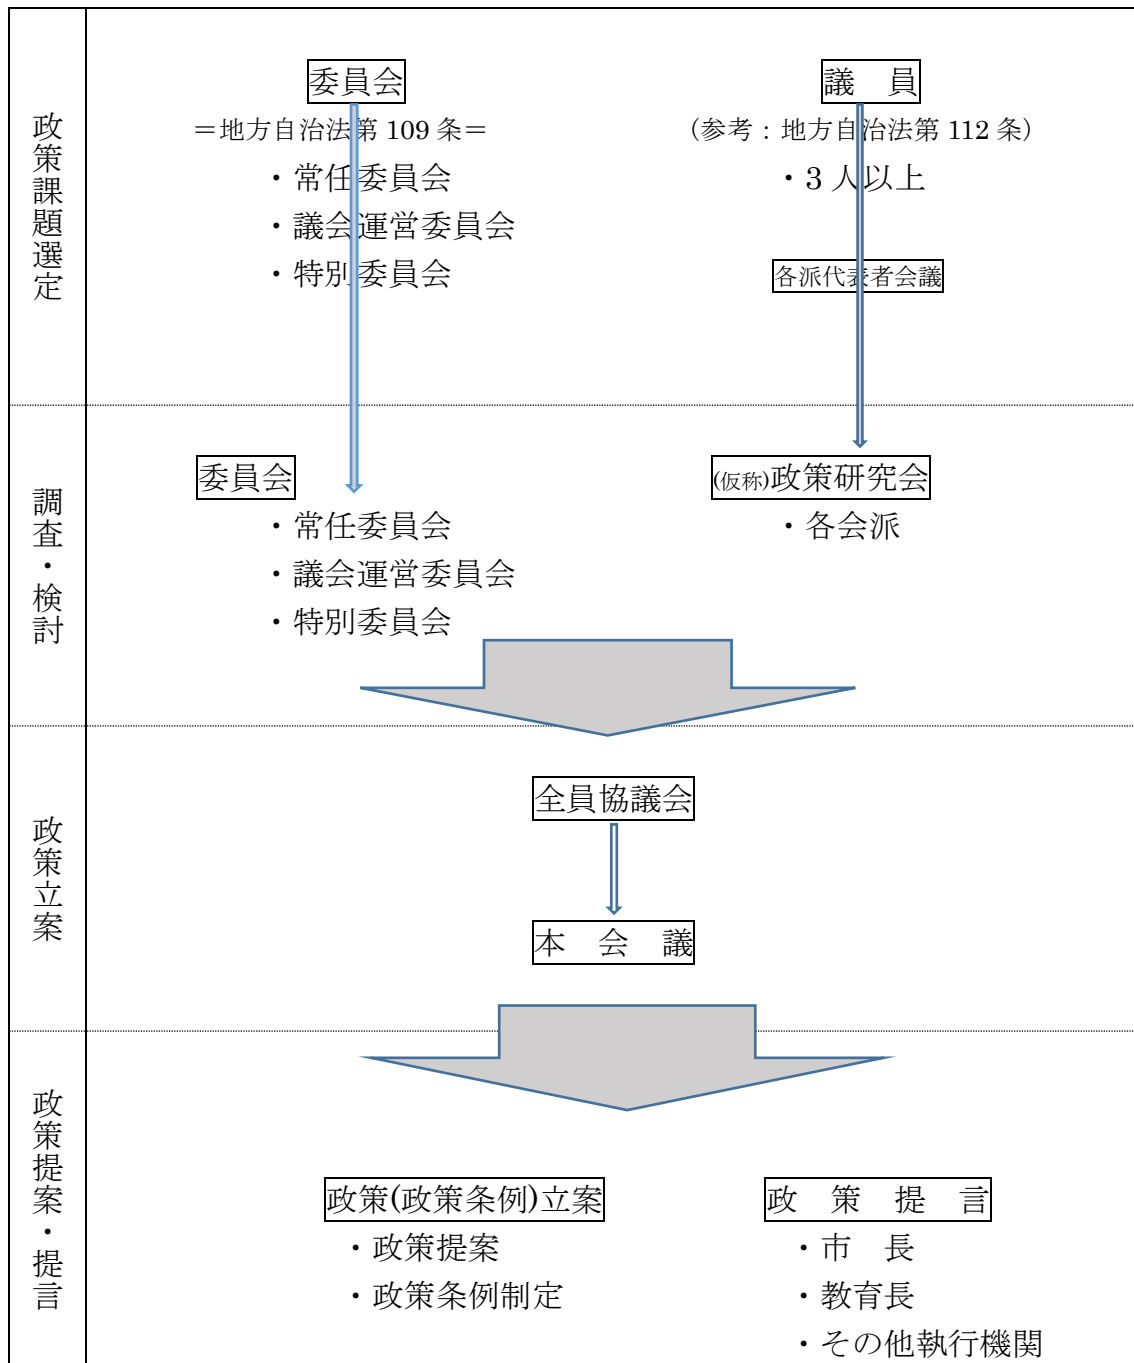 政策課題選定
委員会
＝地方自治法第 109 条＝
・常任委員会
・議会運営委員会
・特別委員会
議　員
（参考：地方自治法第 112 条）
・3 人以上
各派代表者会議
調査・検討
委員会
・常任委員会
・議会運営委員会
・特別委員会
(仮称)政策研究会
・各会派
政策立案
全員協議会
本　会　議
政策提案・提言
政策(政策条例)立案
・政策提案
・政策条例制定
政　策　提　言
・市　長
・教育長
・その他執行機関